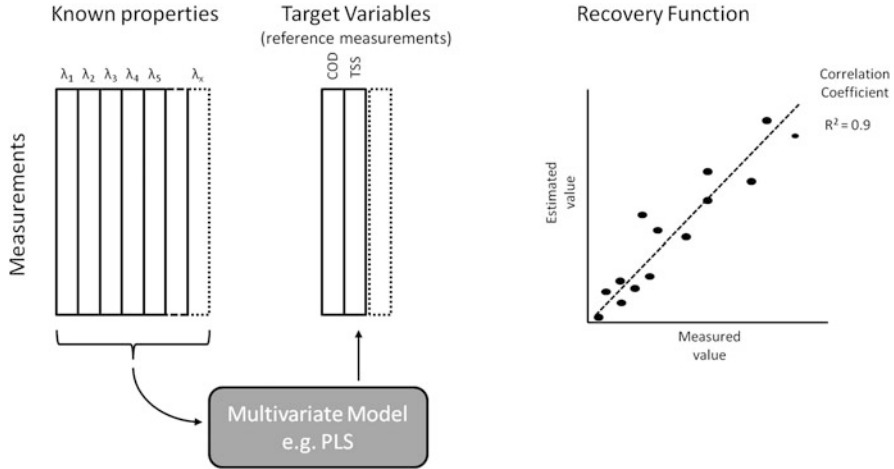 Known properties
Target Variables
(reference measurements)
Recovery Function
λ1 λ2 λ3 λ4 λ5 λx
COD
TSS
Measurements
Correlation
Coefficient
R² = 0.9
Estimated
value
Measured
value
Multivariate Model
e.g. PLS